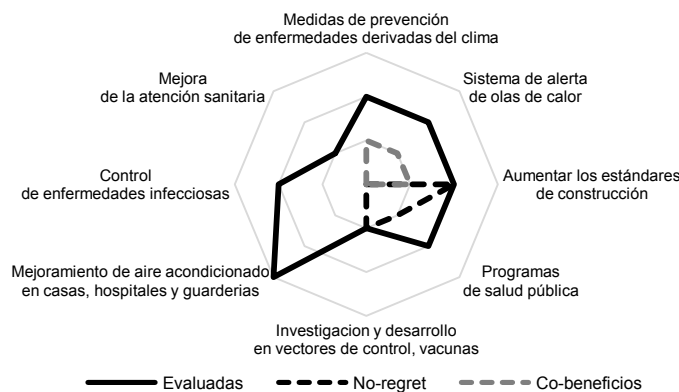 Medidas de prevención
de enfermedades derivadas del clima
Sistema de alerta
de olas de calor
Aumentar los estándares
de construcción
Programas
de salud pública
Investigacion y desarrollo
en vectores de control, vacunas
Mejoramiento de aire acondicionado
en casas, hospitales y guarderias
Control
de enfermedades infecciosas
Mejora
de la atención sanitaria
Evaluadas
No-regret
Co-beneficios